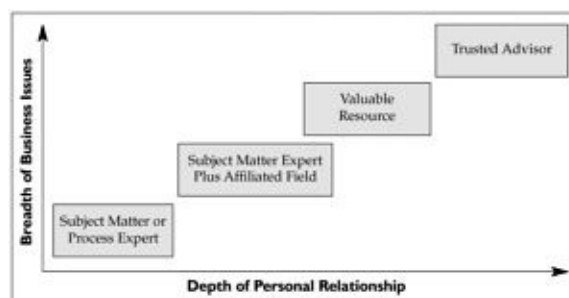 Trusted Advisor
Valuable
Resource
Subject Matter Expert
Plus Affiliated Field
Subject Matter or
Process Expert
Breadth of Business Issues
Depth of Personal Relationship